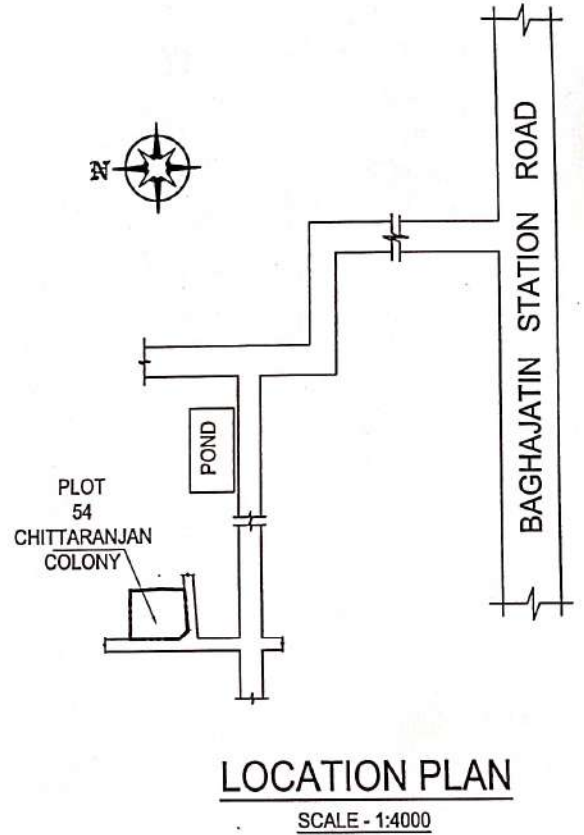 N
BAGHAJATIN STATION ROAD
POND
PLOT
54
CHITTARANJAN
COLONY
LOCATION PLAN
SCALE - 1:4000